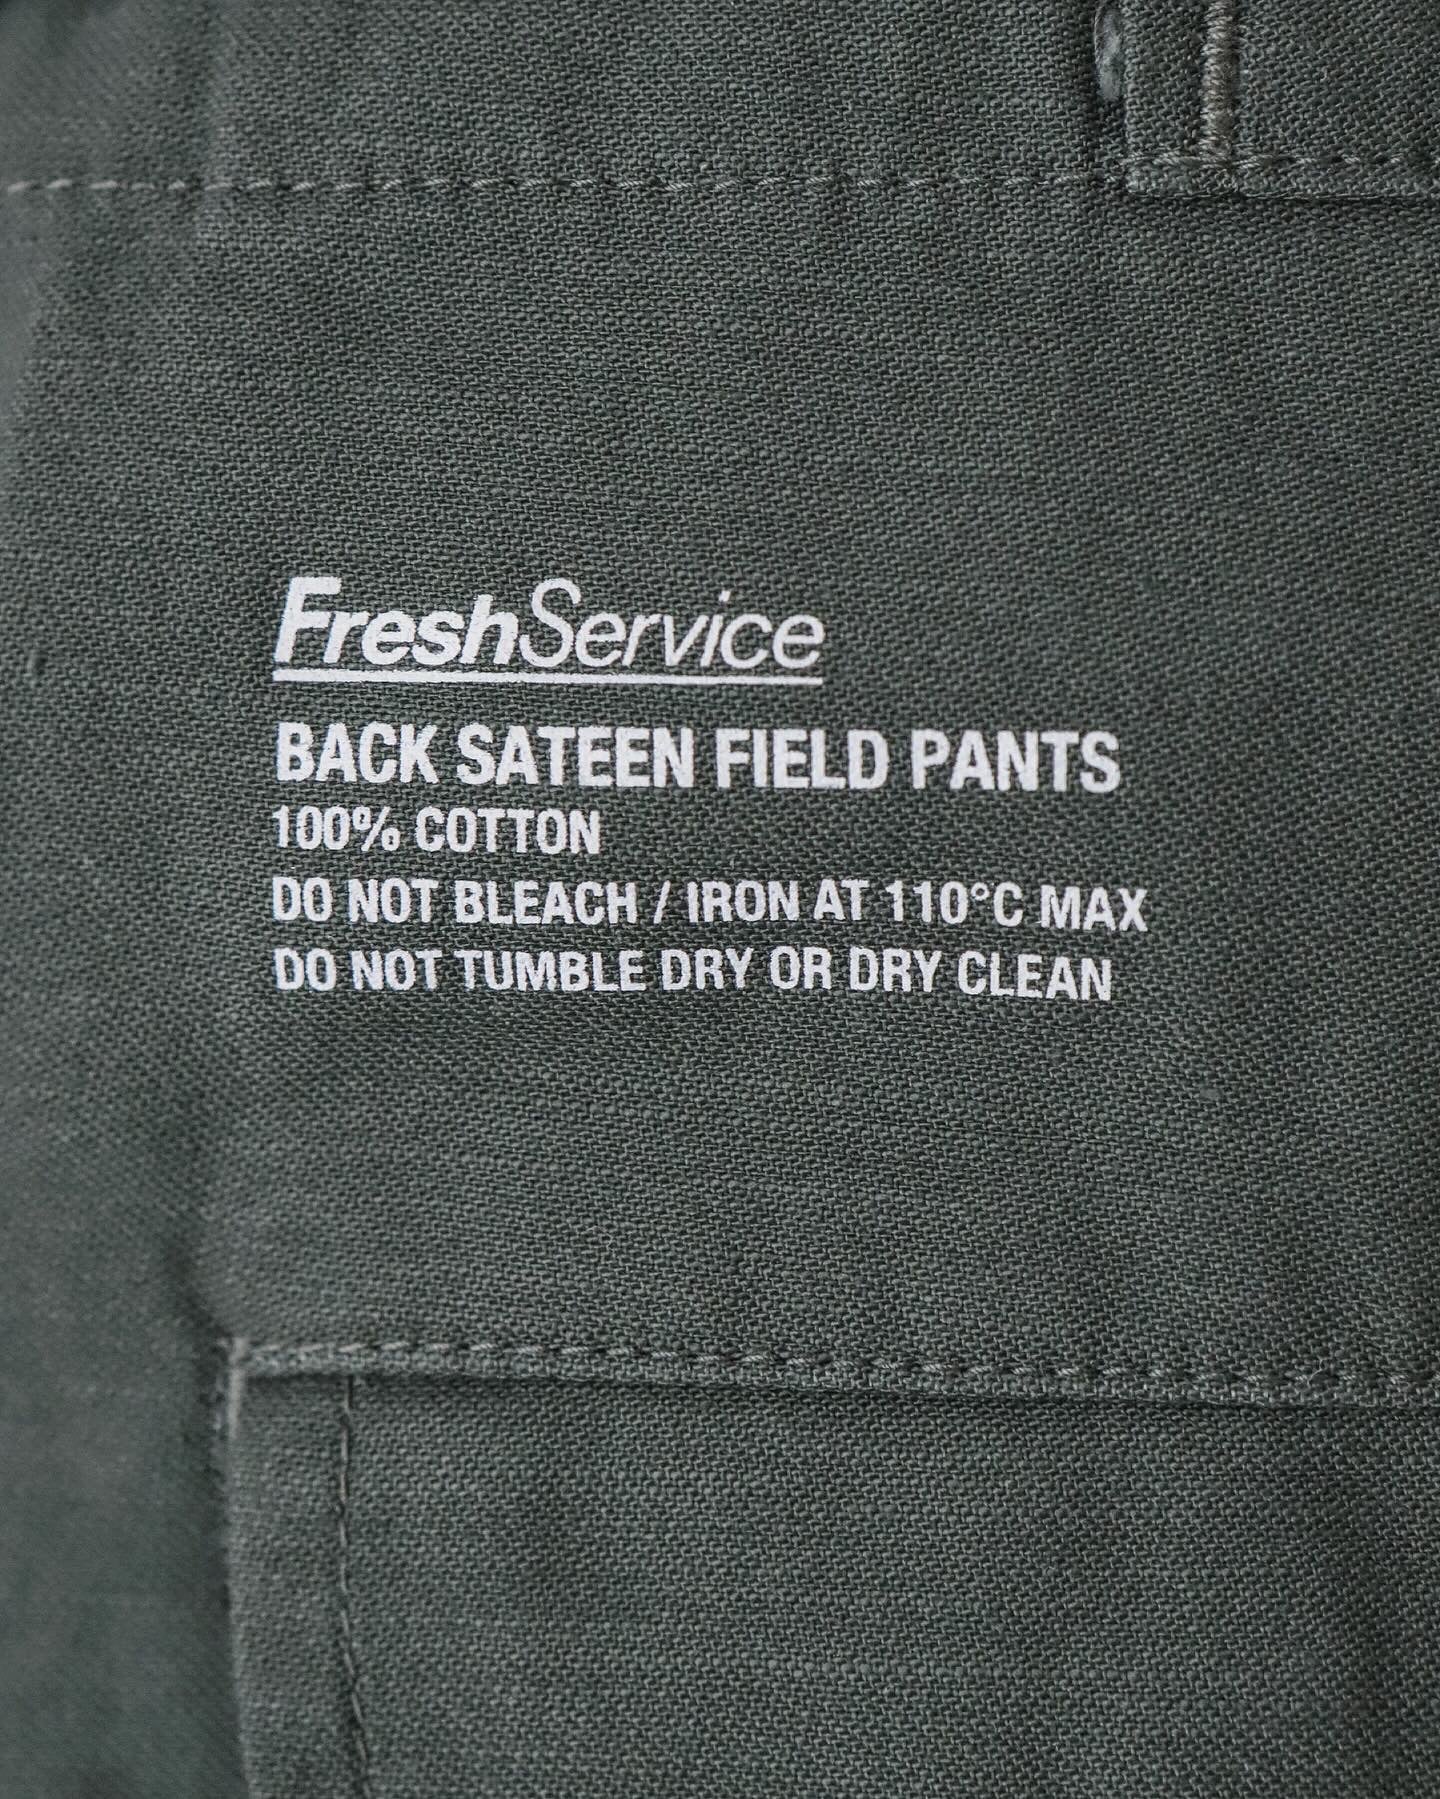 FreshService
BACK SATEEN FIELD PANTS
100% COTTON
DO NOT BLEACH / IRON AT 110°C MAX
DO NOT TUMBLE DRY OR DRY CLEAN